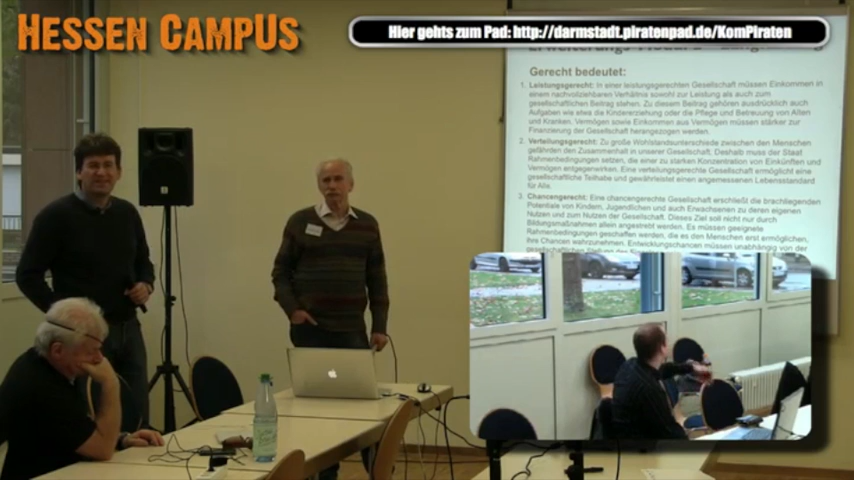 HESSEN CAMPUS
Hier gehts zum Pad: http://darmstadt.piratenpad.de/KomPiraten
Gerecht bedeutet:
1. Leistungsgerecht: In einer leistungsgerechten Gesellschaft müssen Einkommen in
einem nachvollziehbaren Verhältnis sowohl zur Leistung als auch zum
gesellschaftlichen Beitrag stehen. Zu diesem Beitrag gehören ausdrücklich auch
Aufgaben wie etwa die Kindererziehung oder die Pflege und Betreuung von Alten
und Kranken. Vermögen sowie Einkommen aus Vermögen müssen stärker zur
Finanzierung der Gesellschaft herangezogen werden.
2. Verteilungsgerecht: Zu große Wohlstandsunterschiede zwischen den Menschen
gefährden den Zusammenhalt in unserer Gesellschaft. Deshalb muss der Staat
Rahmenbedingungen setzen, die einer zu starken Konzentration von Einkünften und
Vermögen entgegenwirken. Eine verteilungsgerechte Gesellschaft ermöglicht eine
gesellschaftliche Teilhabe und gewährleistet einen angemessenen Lebensstandard
für Alle.
3. Chancengerecht: Eine chancengerechte Gesellschaft erschließt die brachliegenden
Potentiale von Kindern, Jugendlichen und auch Erwachsenen zu deren eigenen
Nutzen und zum Nutzen der Gesellschaft. Dieses Ziel soll nicht nur durch
Bildungsmaßnahmen allein angestrebt werden. Es müssen geeignete
Rahmenbedingungen geschaffen werden, die es den Menschen erst ermöglichen,
ihre Chancen wahrzunehmen. Entwicklungschancen müssen unabhängig von der